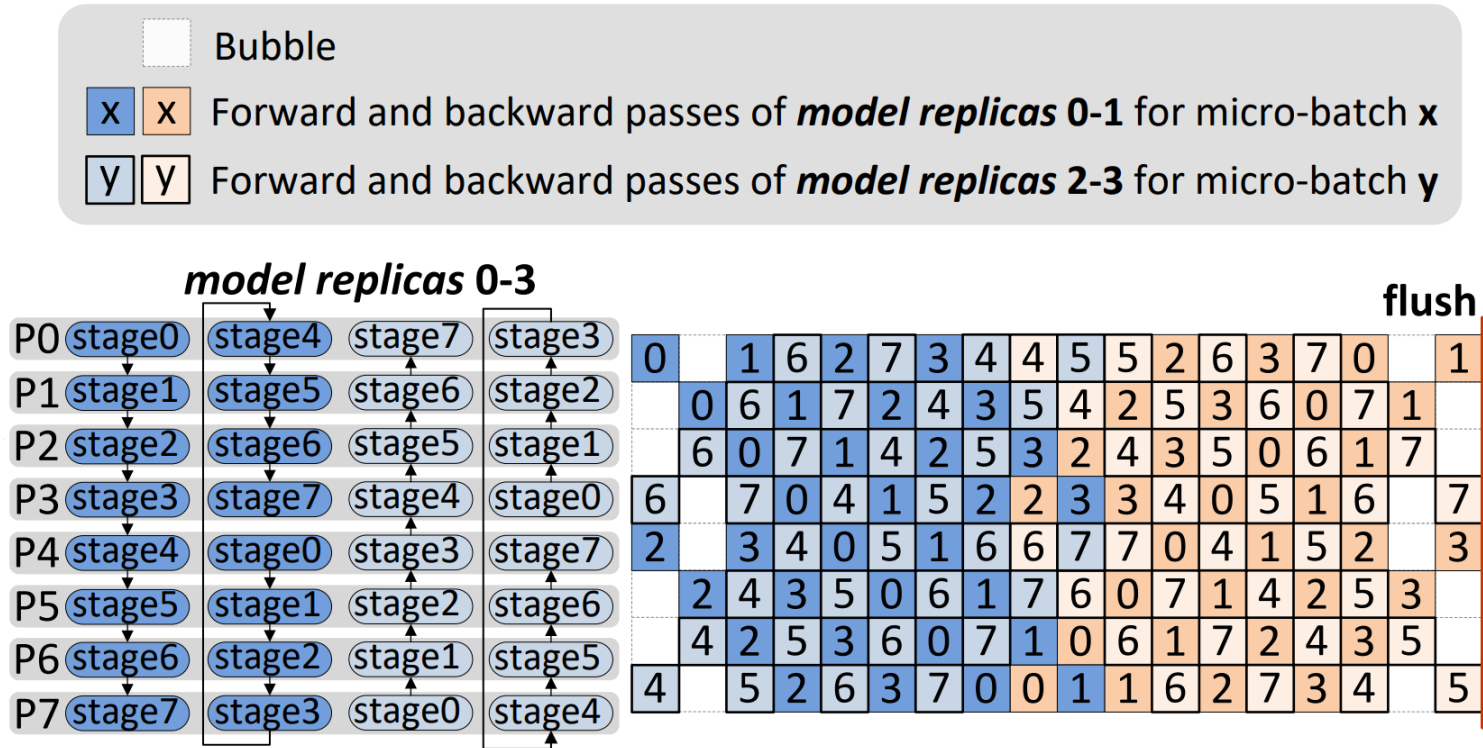 Bubble
x x Forward and backward passes of model replicas 0-1 for micro-batch x
y y Forward and backward passes of model replicas 2-3 for micro-batch y
model replicas 0-3
flush
P0 stage0 stage4 stage7 stage3 0 1 6 2 7 3 4 4 5 5 2 6 3 7 0 1
P1 stage1 stage5 stage6 stage2 0 6 1 7 2 4 3 5 4 2 5 3 6 0 7 1
P2 stage2 stage6 stage5 stage1 6 0 7 1 4 2 5 3 2 4 3 5 0 6 1 7
P3 stage3 stage7 stage4 stage0 6 7 0 4 1 5 2 2 3 3 4 0 5 1 6 7
P4 stage4 stage0 stage3 stage7 2 3 4 0 5 1 6 6 7 7 0 4 1 5 2 3
P5 stage5 stage1 stage2 stage6 2 4 3 5 0 6 1 7 6 0 7 1 4 2 5 3
P6 stage6 stage2 stage1 stage5 4 2 5 3 6 0 7 1 0 6 1 7 2 4 3 5
P7 stage7 stage3 stage0 stage4 4 5 2 6 3 7 0 0 1 1 6 2 7 3 4 5